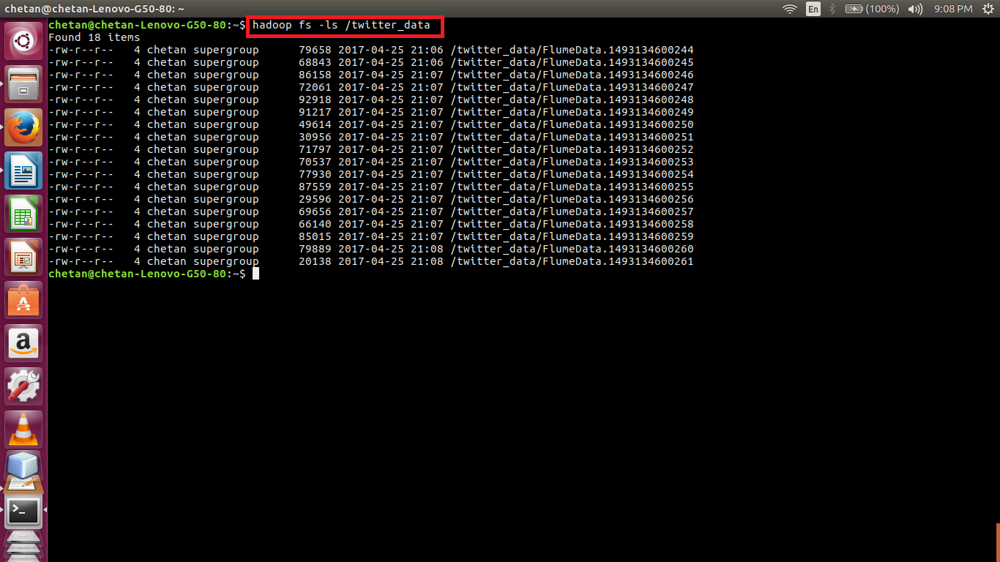 chetan@chetan-Lenovo-G50-80: ~ En (100%) 9:08 PM
chetan@chetan-Lenovo-G50-80:~$ hadoop fs -ls /twitter_data
Found 18 items
-rw-r--r--   4 chetan supergroup      79658 2017-04-25 21:06 /twitter_data/FlumeData.1493134600244
-rw-r--r--   4 chetan supergroup      68843 2017-04-25 21:06 /twitter_data/FlumeData.1493134600245
-rw-r--r--   4 chetan supergroup      86158 2017-04-25 21:07 /twitter_data/FlumeData.1493134600246
-rw-r--r--   4 chetan supergroup      72061 2017-04-25 21:07 /twitter_data/FlumeData.1493134600247
-rw-r--r--   4 chetan supergroup      92918 2017-04-25 21:07 /twitter_data/FlumeData.1493134600248
-rw-r--r--   4 chetan supergroup      91217 2017-04-25 21:07 /twitter_data/FlumeData.1493134600249
-rw-r--r--   4 chetan supergroup      49614 2017-04-25 21:07 /twitter_data/FlumeData.1493134600250
-rw-r--r--   4 chetan supergroup      30956 2017-04-25 21:07 /twitter_data/FlumeData.1493134600251
-rw-r--r--   4 chetan supergroup      71797 2017-04-25 21:07 /twitter_data/FlumeData.1493134600252
-rw-r--r--   4 chetan supergroup      70537 2017-04-25 21:07 /twitter_data/FlumeData.1493134600253
-rw-r--r--   4 chetan supergroup      77930 2017-04-25 21:07 /twitter_data/FlumeData.1493134600254
-rw-r--r--   4 chetan supergroup      87559 2017-04-25 21:07 /twitter_data/FlumeData.1493134600255
-rw-r--r--   4 chetan supergroup      29596 2017-04-25 21:07 /twitter_data/FlumeData.1493134600256
-rw-r--r--   4 chetan supergroup      69656 2017-04-25 21:07 /twitter_data/FlumeData.1493134600257
-rw-r--r--   4 chetan supergroup      66140 2017-04-25 21:07 /twitter_data/FlumeData.1493134600258
-rw-r--r--   4 chetan supergroup      85015 2017-04-25 21:07 /twitter_data/FlumeData.1493134600259
-rw-r--r--   4 chetan supergroup      79889 2017-04-25 21:08 /twitter_data/FlumeData.1493134600260
-rw-r--r--   4 chetan supergroup      20138 2017-04-25 21:08 /twitter_data/FlumeData.1493134600261
chetan@chetan-Lenovo-G50-80:~$